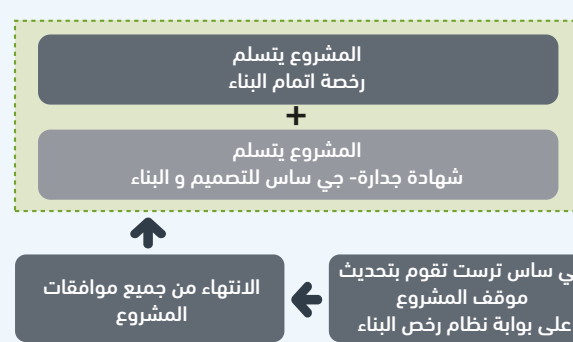 المشروع يتسلم
رخصة اتمام البناء
+
المشروع يتسلم
شهادة جدارة- جي ساس للتصميم و البناء
ساس ترست تقوم بتحديث
موقف المشروع
على بوابة نظام رخص البناء
الانتهاء من جميع موافقات
المشروع